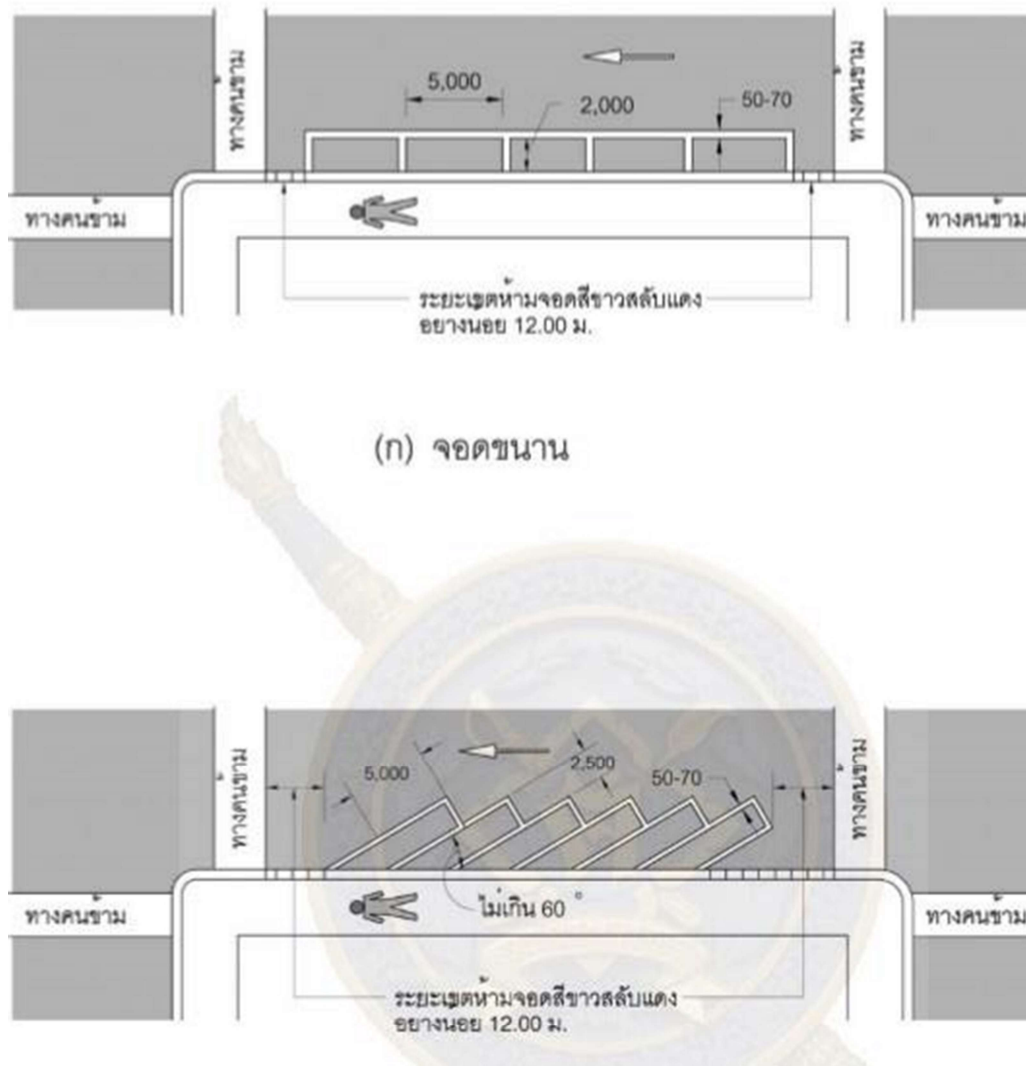 ทางคนข้าม
ทางคนข้าม
5,000
2,000
50-70
ทางคนข้าม
ทางคนข้าม
ระยะเขตห้ามจอดสีขาวสลับแดง
อย่างน้อย 12.00 ม.
(ก) จอดขนาน
ทางคนข้าม
ทางคนข้าม
5,000
2,500
50-70
ไม่เกิน 60 °
ทางคนข้าม
ทางคนข้าม
ระยะเขตห้ามจอดสีขาวสลับแดง
อย่างน้อย 12.00 ม.